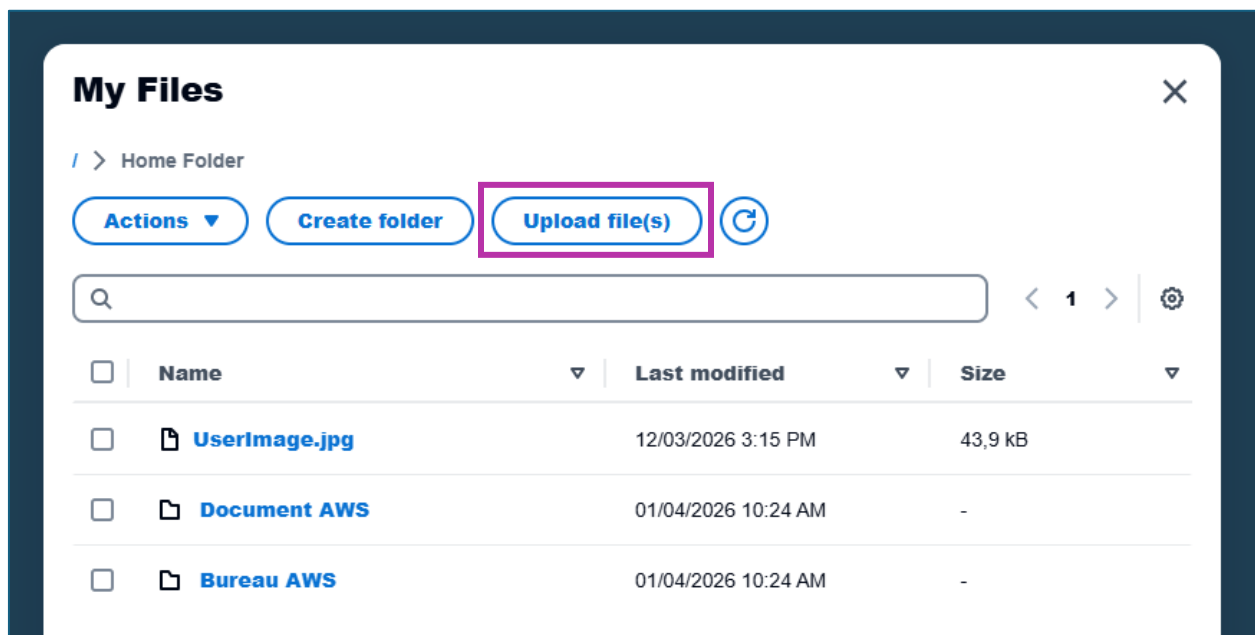 My Files
/ > Home Folder
Actions ▼ Create folder Upload file(s)
1
Name Last modified Size
UserImage.jpg 12/03/2026 3:15 PM 43,9 kB
Document AWS 01/04/2026 10:24 AM -
Bureau AWS 01/04/2026 10:24 AM -